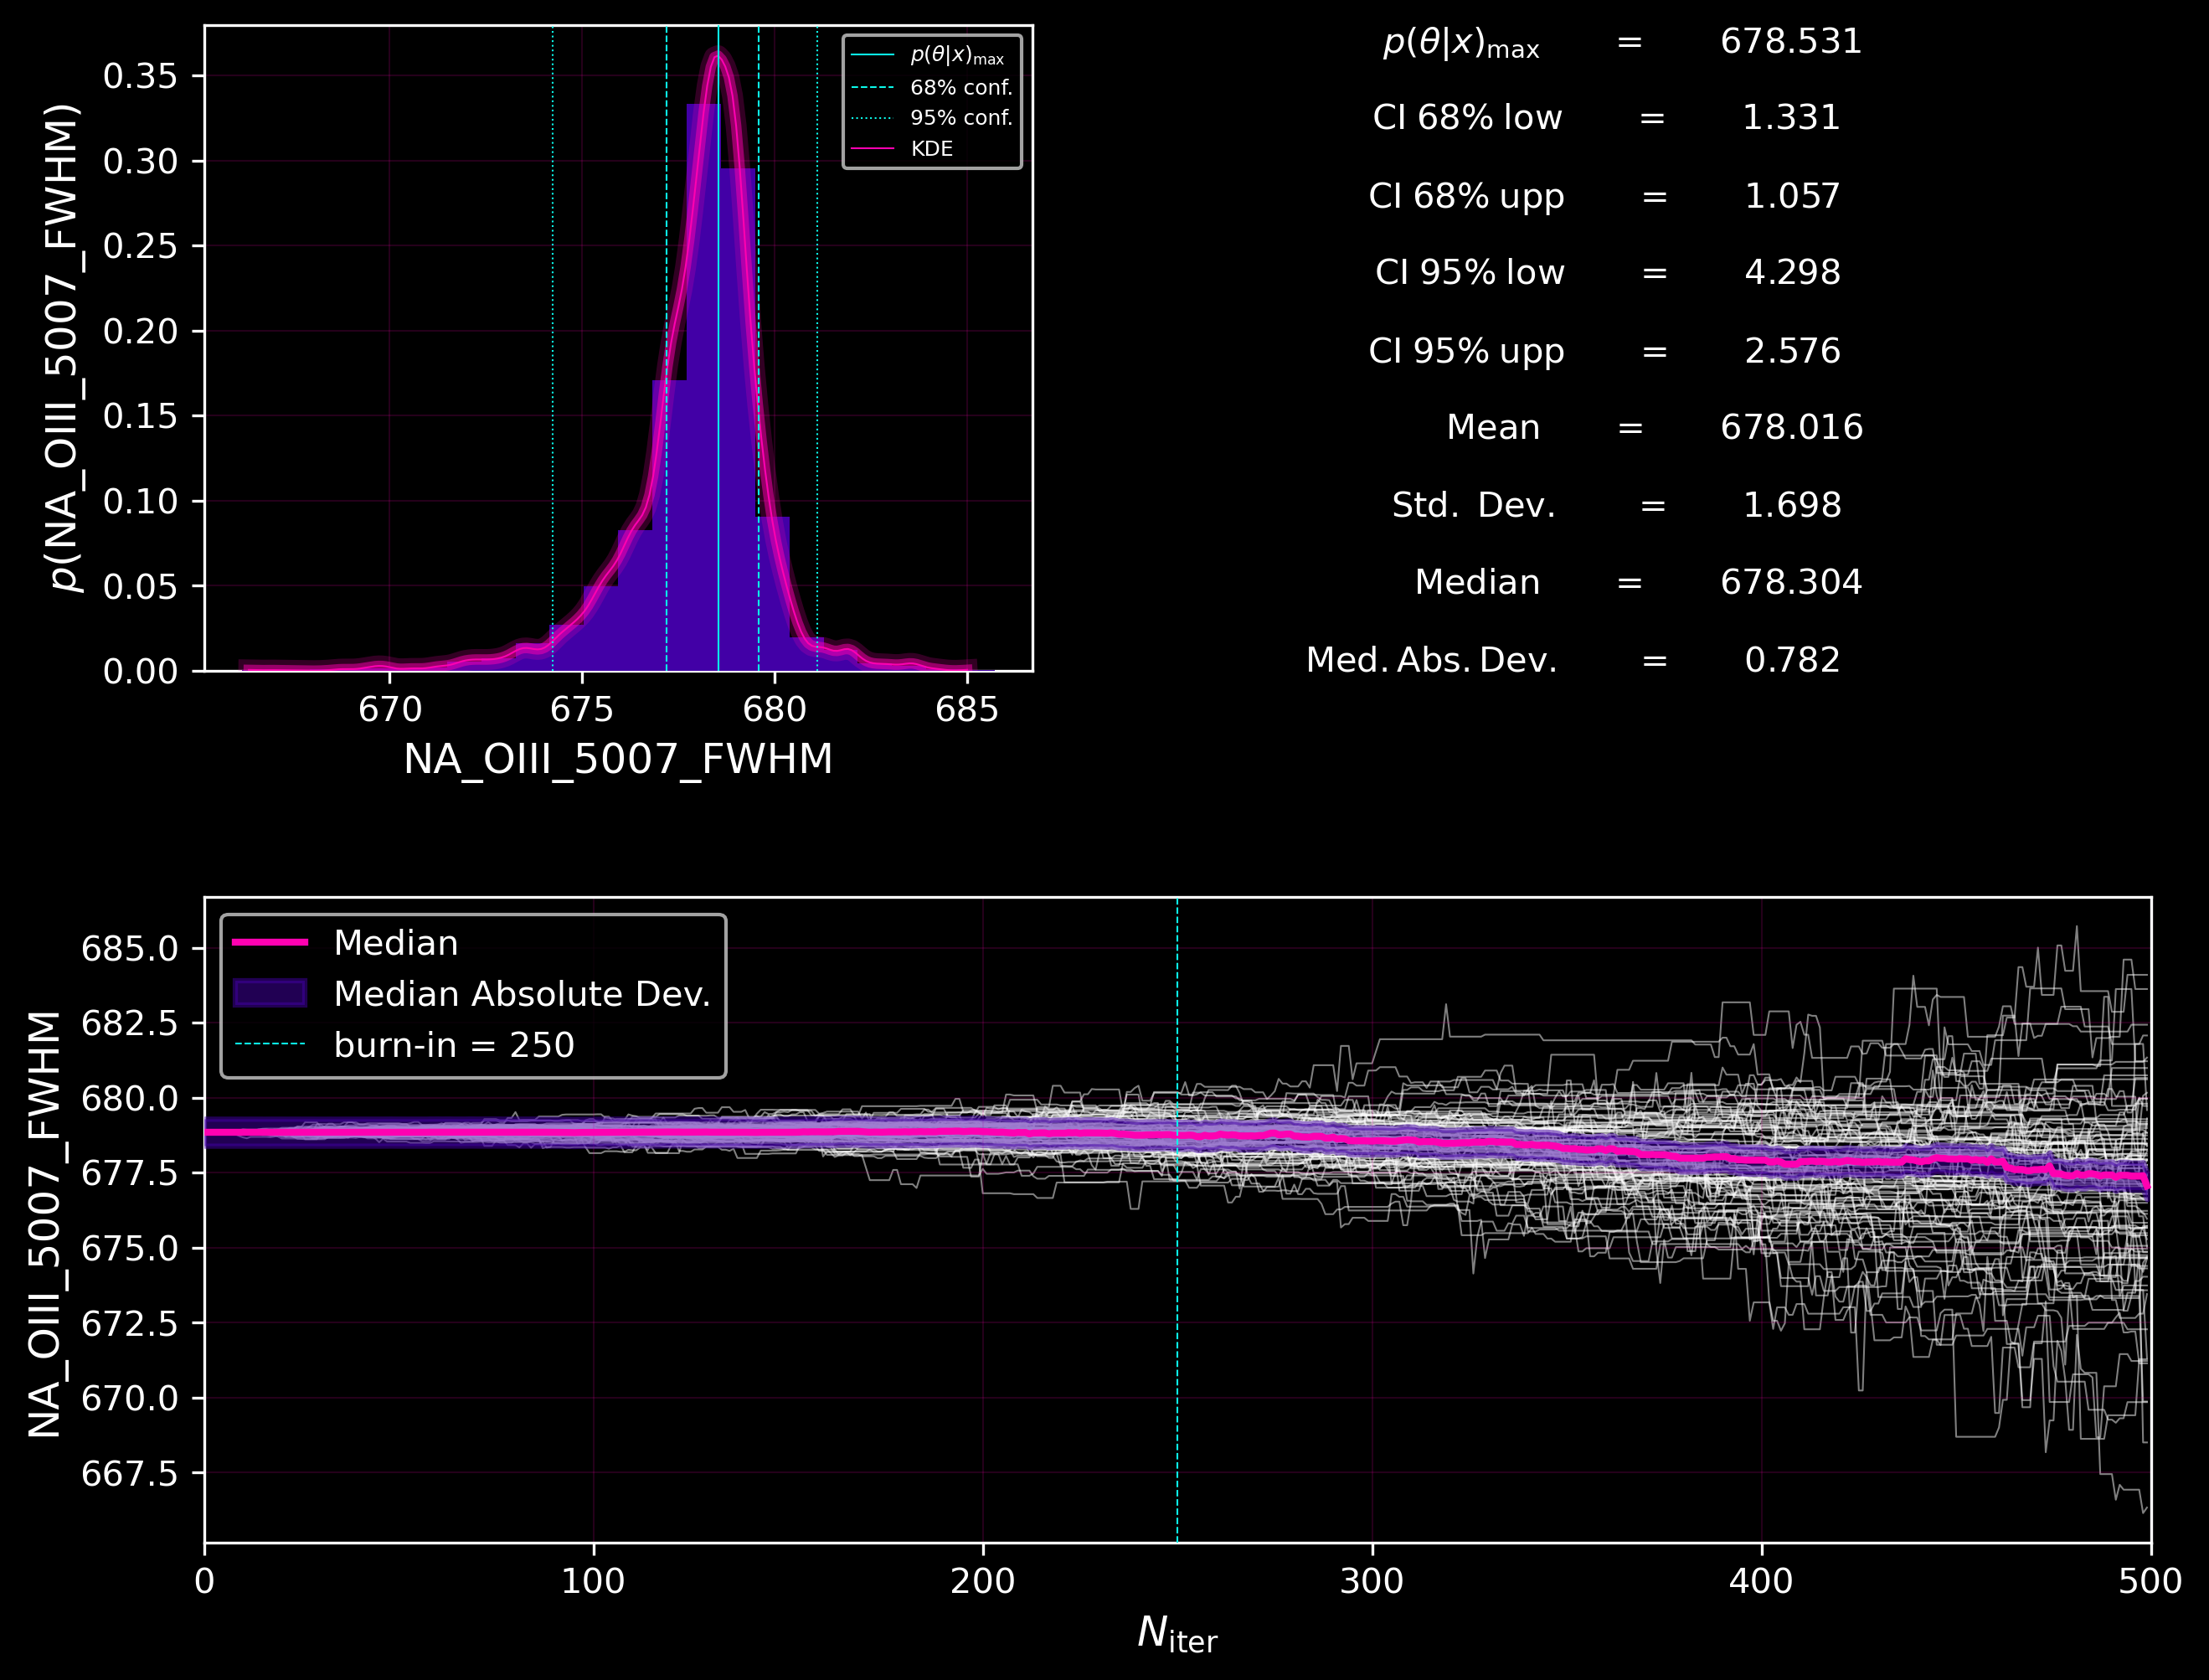 p(NA_OIII_5007_FWHM)
0.35
0.30
0.25
0.20
0.15
0.10
0.05
0.00
670 675 680 685
NA_OIII_5007_FWHM
p(θ|x)max
68% conf.
95% conf.
KDE
p(θ|x)max = 678.531
CI 68% low = 1.331
CI 68% upp = 1.057
CI 95% low = 4.298
CI 95% upp = 2.576
Mean = 678.016
Std. Dev. = 1.698
Median = 678.304
Med. Abs. Dev. = 0.782
NA_OIII_5007_FWHM
685.0
682.5
680.0
677.5
675.0
672.5
670.0
667.5
Median
Median Absolute Dev.
burn-in = 250
0 100 200 300 400 500
Niter